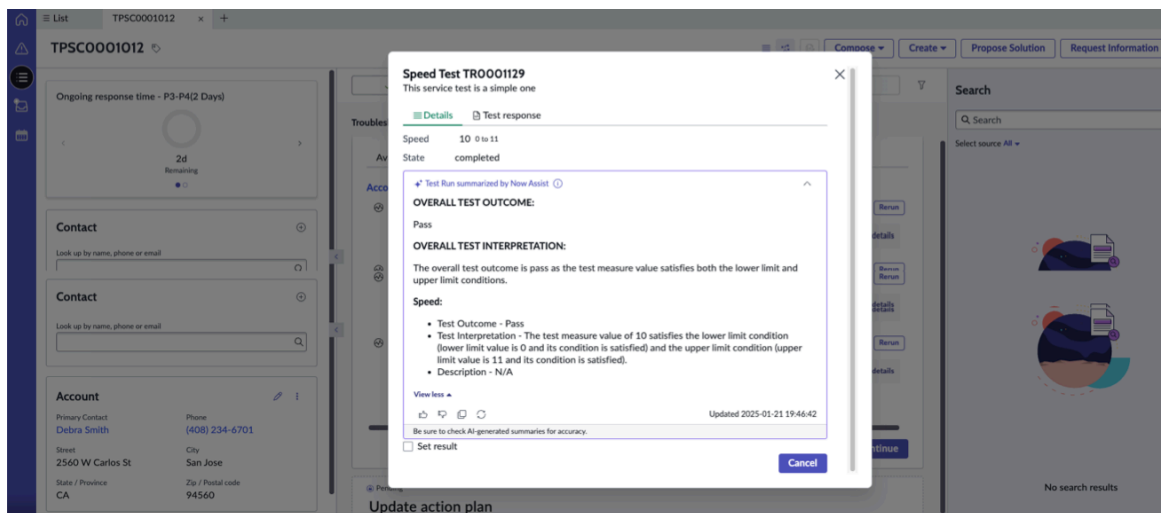 List
TPSC0001012
TPSC0001012
Compose
Create
Propose Solution
Request Information
Ongoing response time - P3-P4(2 Days)
2d
Remaining
Contact
Look up by name, phone or email
Contact
Look up by name, phone or email
Account
Primary Contact
Debra Smith
Phone
(408) 234-6701
Street
2560 W Carlos St
City
San Jose
State / Province
CA
Zip / Postal code
94560
Troubles
Av
Acco
Speed Test TR0001129
This service test is a simple one
Details
Test response
Speed 10 0 to 11
State completed
Test Run summarized by Now Assist
OVERALL TEST OUTCOME:
Pass
OVERALL TEST INTERPRETATION:
The overall test outcome is pass as the test measure value satisfies both the lower limit and
upper limit conditions.
Speed:
• Test Outcome - Pass
• Test Interpretation - The test measure value of 10 satisfies the lower limit condition
(lower limit value is 0 and its condition is satisfied) and the upper limit condition (upper
limit value is 11 and its condition is satisfied).
• Description - N/A
View less
Updated 2025-01-21 19:46:42
Be sure to check AI-generated summaries for accuracy.
Set result
Cancel
Rerun
details
Rerun
Rerun
details
details
Rerun
details
ntinue
Pending
Update action plan
Search
Search
Select source All
No search results